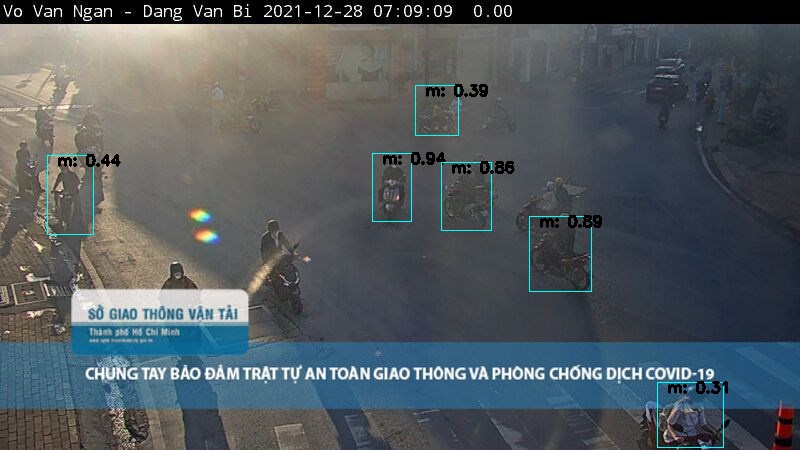 Vo Van Ngan - Dang Van Bi 2021-12-28 07:09:09 0.00
m: 0.39
m: 0.44
m: 0.94
m: 0.86
m: 0.89
SỞ GIAO THÔNG VẬN TẢI
Thành phố Hồ Chí Minh
CHUNG TAY BẢO ĐẢM TRẬT TỰ AN TOÀN GIAO THÔNG VÀ PHÒNG CHỐNG DỊCH COVID-19
m: 0.31